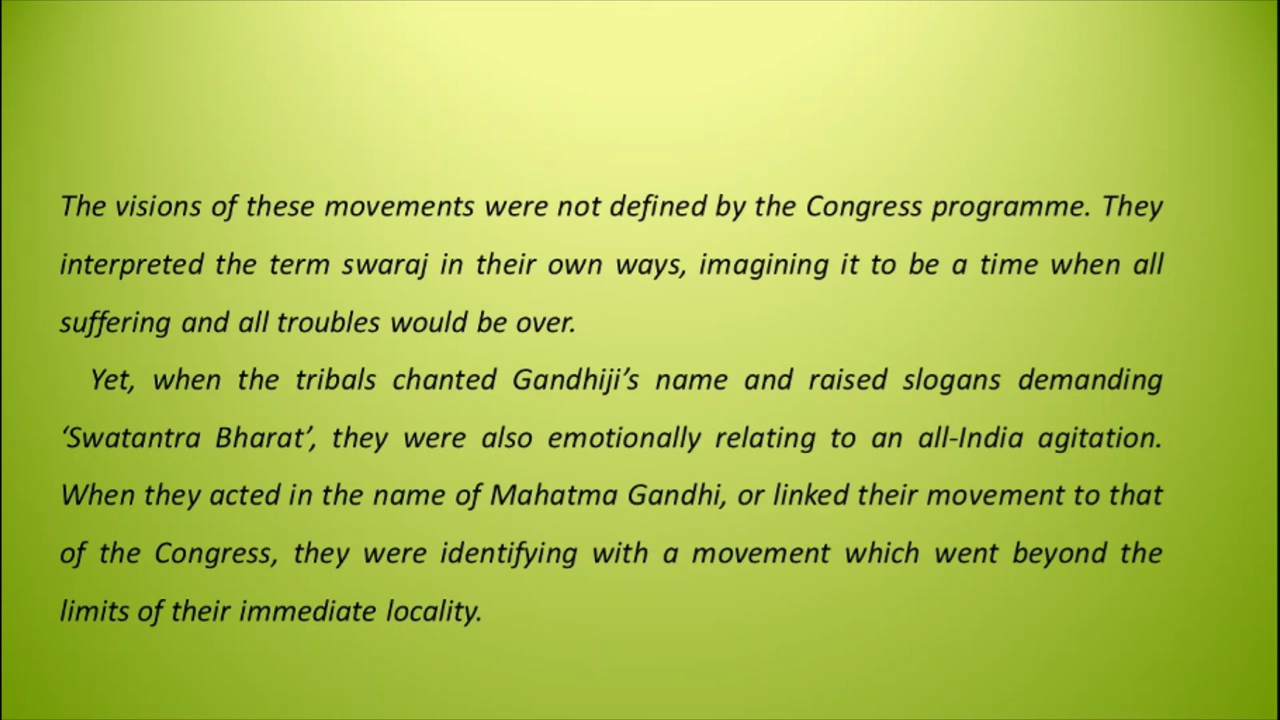 The visions of these movements were not defined by the Congress programme. They
interpreted the term swaraj in their own ways, imagining it to be a time when all
suffering and all troubles would be over.
Yet, when the tribals chanted Gandhiji’s name and raised slogans demanding
‘Swatantra Bharat’, they were also emotionally relating to an all-India agitation.
When they acted in the name of Mahatma Gandhi, or linked their movement to that
of the Congress, they were identifying with a movement which went beyond the
limits of their immediate locality.